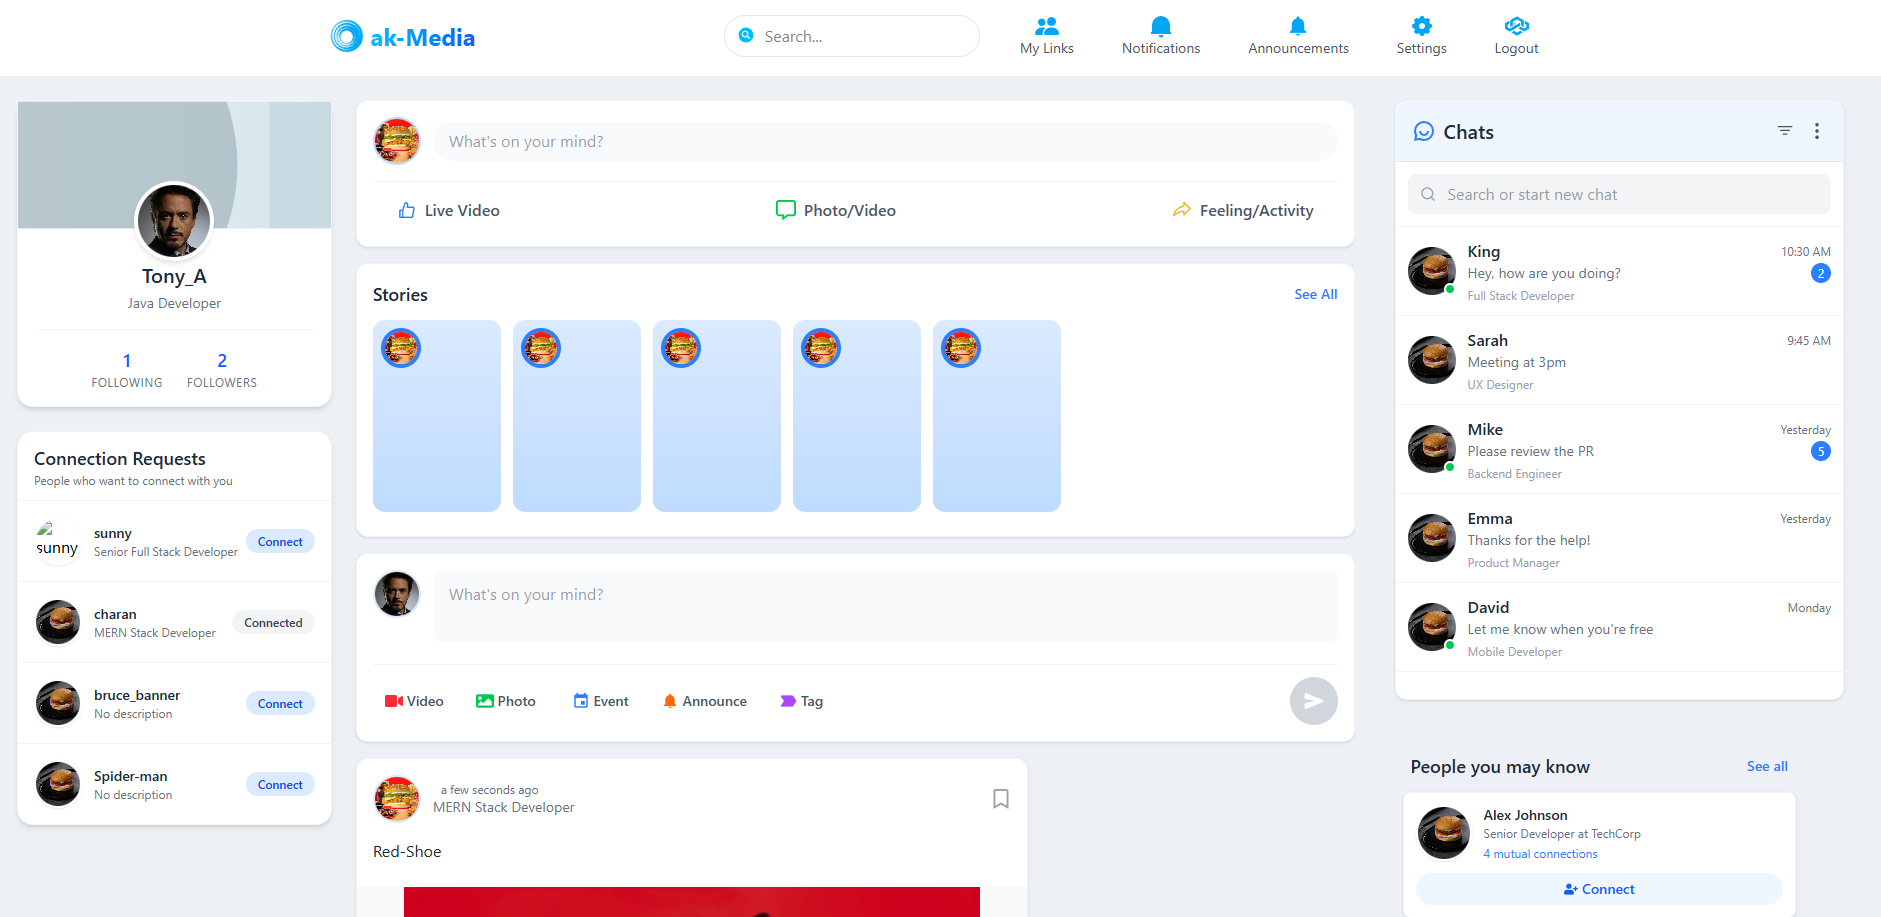 ak-Media
Search...
My Links
Notifications
Announcements
Settings
Logout
Tony_A
Java Developer
1
FOLLOWING
2
FOLLOWERS
Connection Requests
People who want to connect with you
sunny
sunny
Senior Full Stack Developer
Connect
charan
MERN Stack Developer
Connected
bruce_banner
No description
Connect
Spider-man
No description
Connect
What's on your mind?
Live Video
Photo/Video
Feeling/Activity
Stories
See All
What's on your mind?
Video
Photo
Event
Announce
Tag
a few seconds ago
MERN Stack Developer
Red-Shoe
Chats
Search or start new chat
King
10:30 AM
Hey, how are you doing?
2
Full Stack Developer
Sarah
9:45 AM
Meeting at 3pm
UX Designer
Mike
Yesterday
Please review the PR
5
Backend Engineer
Emma
Yesterday
Thanks for the help!
Product Manager
David
Monday
Let me know when you're free
Mobile Developer
People you may know
See all
Alex Johnson
Senior Developer at TechCorp
4 mutual connections
Connect